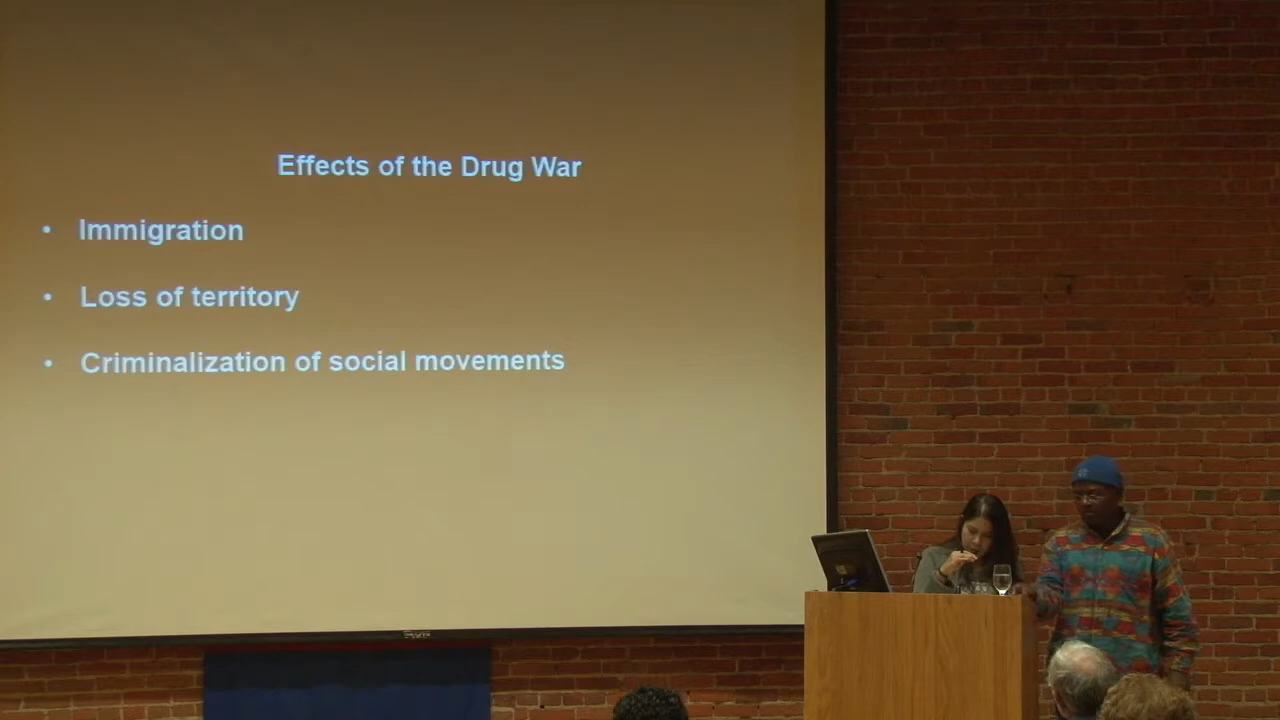 Effects of the Drug War
• Immigration
• Loss of territory
• Criminalization of social movements